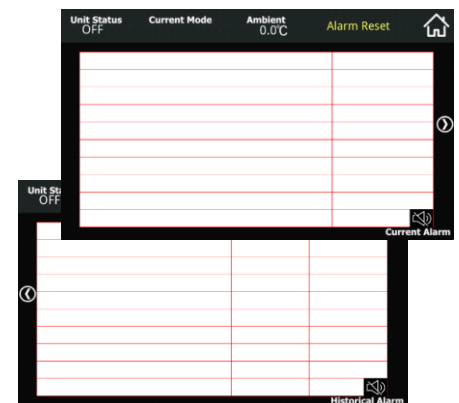 Unit Status Current Mode Ambient Alarm Reset
OFF 0.0℃
Current Alarm
Unit Sta
OFF
Historical Alarm